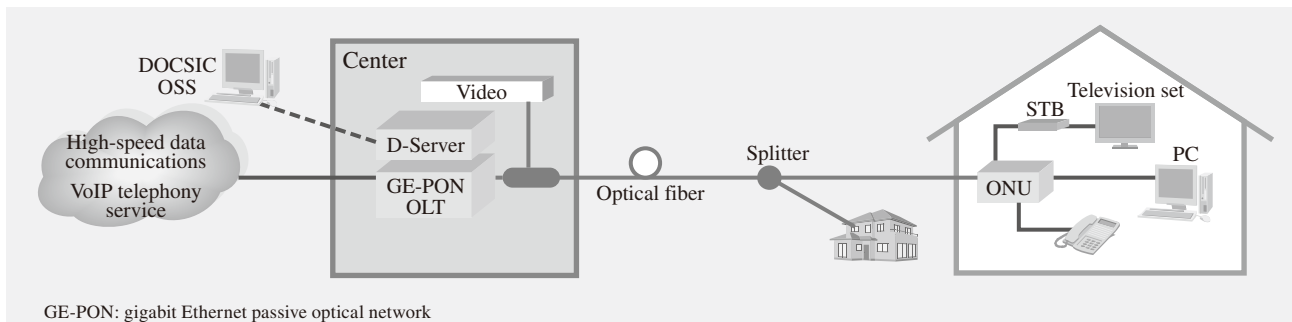 DOCSIC
OSS
Center
Video
High-speed data
communications
VoIP telephony
service
D-Server
GE-PON
OLT
Optical fiber
Splitter
Television set
STB
PC
ONU
GE-PON: gigabit Ethernet passive optical network